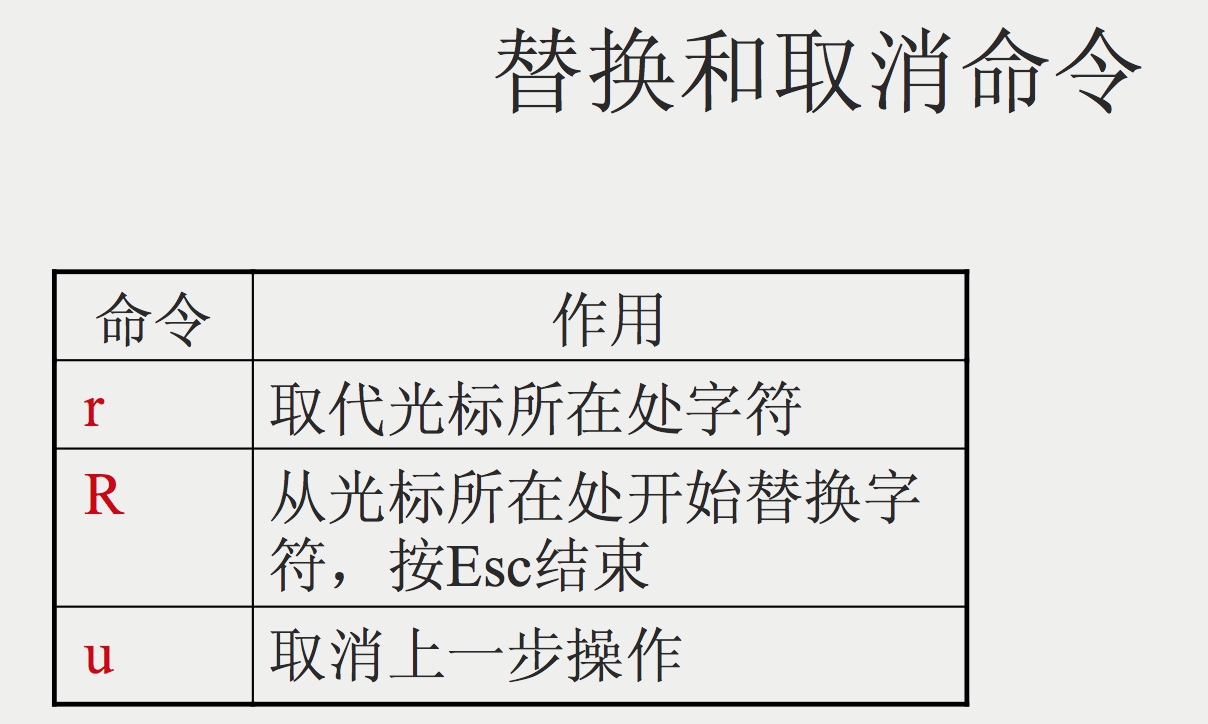 替换和取消命令
命令 作用
r 取代光标所在处字符
R 从光标所在处开始替换字
符，按Esc结束
u 取消上一步操作